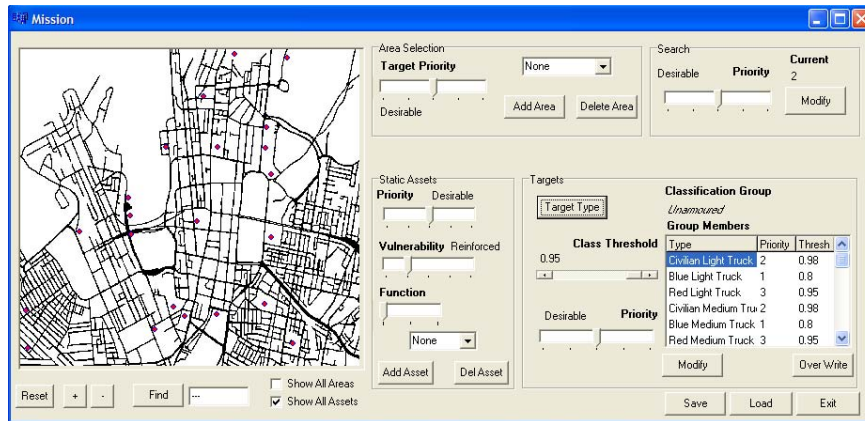 Mission
Area Selection
Target Priority
None
Desirable
Add Area
Delete Area
Search
Desirable
Priority
Current
2
Modify
Static Assets
Priority
Desirable
Vulnerability
Reinforced
Function
None
Add Asset
Del Asset
Targets
Target Type
Classification Group
Unamoured
Group Members
Class Threshold
0.95
Desirable
Priority
Type Priority Thresh
Civilian Light Truck 2 0.98
Blue Light Truck 1 0.8
Red Light Truck 3 0.95
Civilian Medium Tru 2 0.98
Blue Medium Truck 1 0.8
Red Medium Truck 3 0.95
Modify
Over Write
Reset
+
-
Find
---
Show All Areas
Show All Assets
Save
Load
Exit